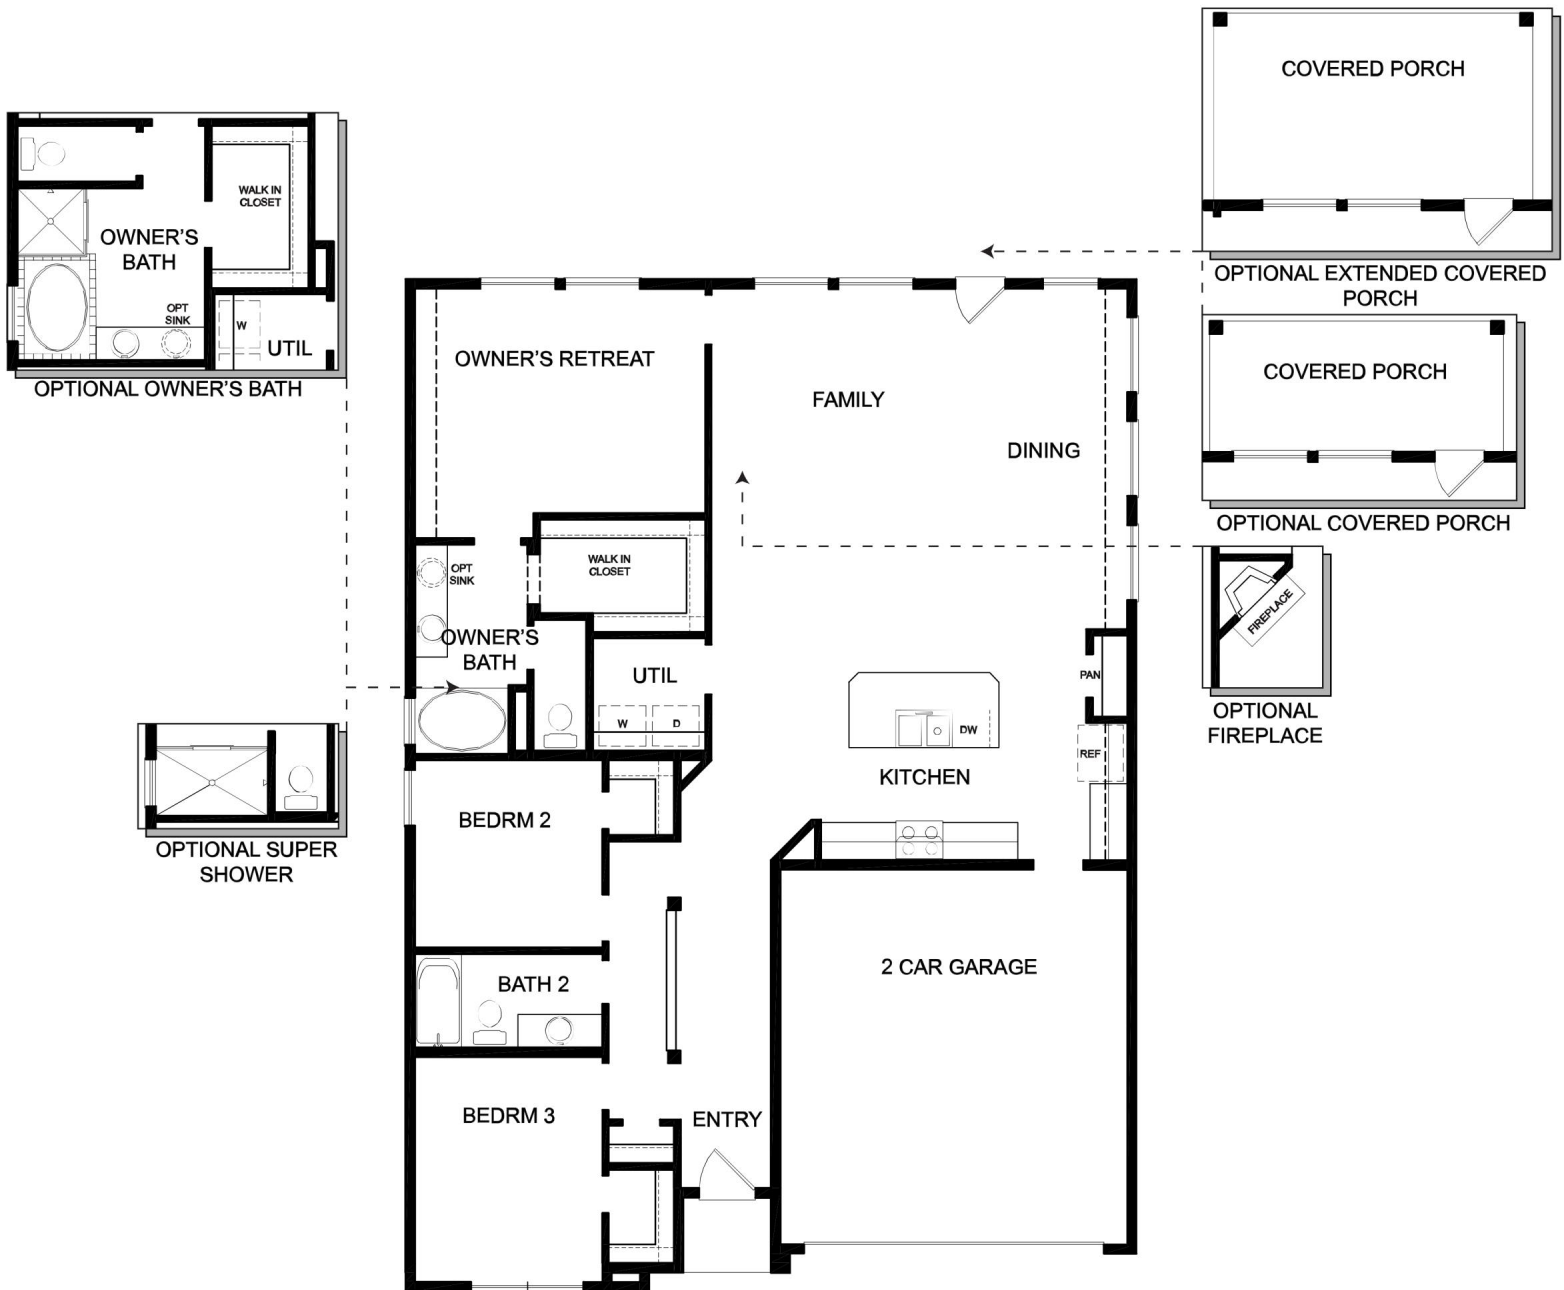 COVERED PORCH
OPTIONAL EXTENDED COVERED
PORCH
WALK IN
CLOSET
OWNER'S
BATH
OPT
SINK
W
UTIL
OPTIONAL OWNER'S BATH
COVERED PORCH
OPTIONAL COVERED PORCH
OWNER'S RETREAT
FAMILY
DINING
WALK IN
CLOSET
OPT
SINK
OWNER'S
BATH
UTIL
W
D
PAN
REF
DW
KITCHEN
FIREPLACE
OPTIONAL
FIREPLACE
OPTIONAL SUPER
SHOWER
BEDRM 2
BATH 2
2 CAR GARAGE
BEDRM 3
ENTRY